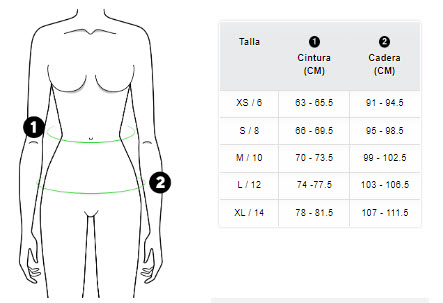 1
2
Talla
1
Cintura
(CM)
2
Cadera
(CM)
XS / 6 63 - 65.5 91 - 94.5
S / 8 66 - 69.5 95 - 98.5
M / 10 70 - 73.5 99 - 102.5
L / 12 74 -77.5 103 - 106.5
XL / 14 78 - 81.5 107 - 111.5